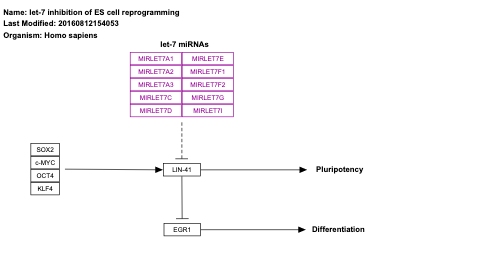 Name: let-7 inhibition of ES cell reprogramming
Last Modified: 20160812154053
Organism: Homo sapiens
let-7 miRNAs
MIRLET7A1 MIRLET7E
MIRLET7A2 MIRLET7F1
MIRLET7A3 MIRLET7F2
MIRLET7C MIRLET7G
MIRLET7D MIRLET7I
SOX2
c-MYC
OCT4
KLF4
LIN-41
Pluripotency
EGR1
Differentiation